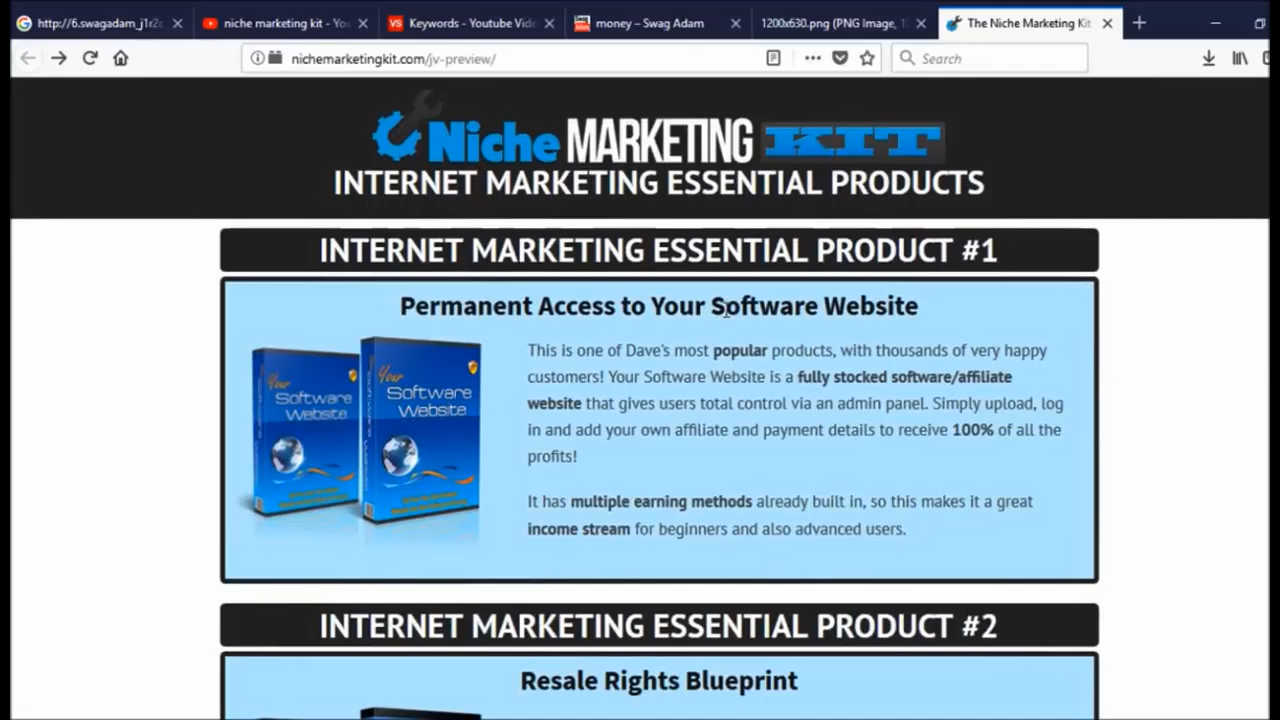 http://6.swagadam_j1r2c
niche marketing kit - You
Keywords - Youtube Vide
money – Swag Adam
1200x630.png (PNG Image, 1
The Niche Marketing Kit
nichemarketingkit.com/jv-preview/
Search
Niche MARKETING KIT
INTERNET MARKETING ESSENTIAL PRODUCTS
INTERNET MARKETING ESSENTIAL PRODUCT #1
Permanent Access to Your Software Website
Your Software Website
Your Software Website
This is one of Dave's most popular products, with thousands of very happy
customers! Your Software Website is a fully stocked software/affiliate
website that gives users total control via an admin panel. Simply upload, log
in and add your own affiliate and payment details to receive 100% of all the
profits!
It has multiple earning methods already built in, so this makes it a great
income stream for beginners and also advanced users.
INTERNET MARKETING ESSENTIAL PRODUCT #2
Resale Rights Blueprint